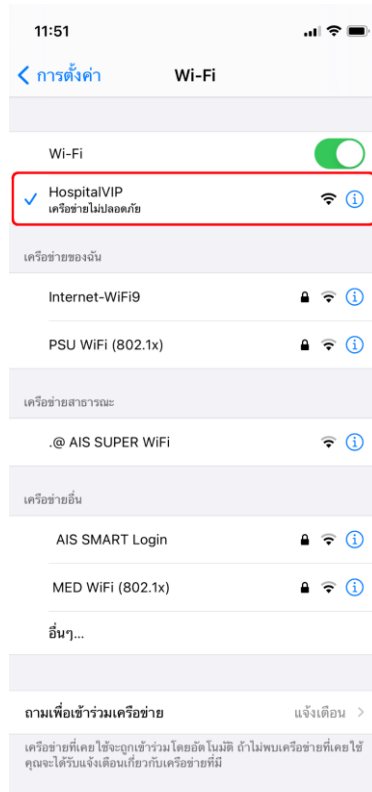 11:51
การตั้งค่า
Wi-Fi
Wi-Fi
HospitalVIP
เครือข่ายไม่ปลอดภัย
เครือข่ายของฉัน
Internet-WiFi9
PSU WiFi (802.1x)
เครือข่ายสาธารณะ
.@ AIS SUPER WiFi
เครือข่ายอื่น
AIS SMART Login
MED WiFi (802.1x)
อื่นๆ...
ถามเพื่อเข้าร่วมเครือข่าย แจ้งเตือน
เครือข่ายที่เคยใช้จะถูกเข้าร่วมโดยอัตโนมัติ ถ้าไม่พบเครือข่ายที่เคยใช้
คุณจะได้รับแจ้งเตือนเกี่ยวกับเครือข่ายที่มี